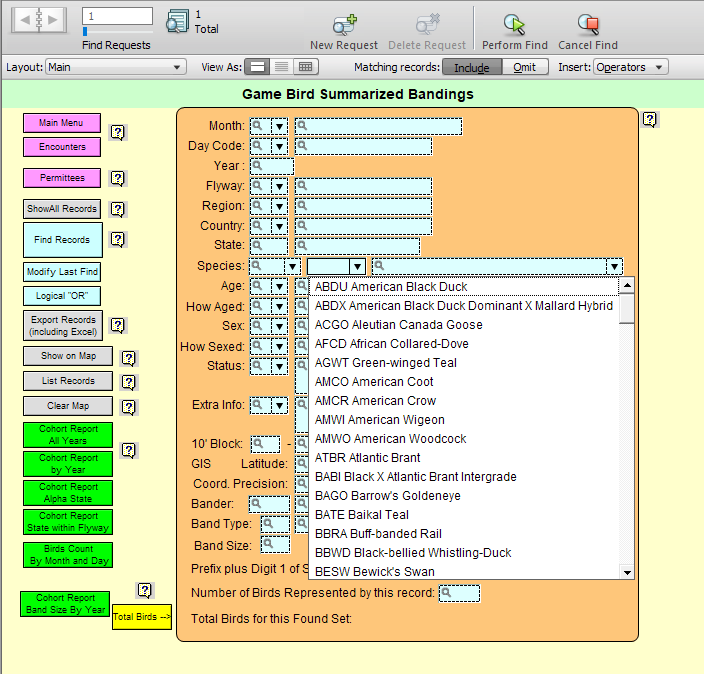 1
1
Total
Find Requests
New Request
Delete Request
Perform Find
Cancel Find
Layout: Main
View As:
Matching records: Include Omit
Insert: Operators
Game Bird Summarized Bandings
Main Menu
?
Encounters
Permittees
?
ShowAll Records
?
Find Records
?
Modify Last Find
Logical "OR"
Export Records
(including Excel)
?
Show on Map
?
List Records
?
Clear Map
?
Cohort Report
All Years
?
Cohort Report
by Year
Cohort Report
Alpha State
Cohort Report
State within Flyway
Birds Count
By Month and Day
?
Cohort Report
Band Size By Year
Total Birds -->
?
Month:
Day Code:
Year :
Flyway:
Region:
Country:
State:
Species:
Age:
How Aged:
Sex:
How Sexed:
Status:
Extra Info:
10' Block: -
GIS Latitude:
Coord. Precision:
Bander:
Band Type:
Band Size:
Prefix plus Digit 1 of S
Number of Birds Represented by this record:
Total Birds for this Found Set:
ABDU American Black Duck
ABDX American Black Duck Dominant X Mallard Hybrid
ACGO Aleutian Canada Goose
AFCD African Collared-Dove
AGWT Green-winged Teal
AMCO American Coot
AMCR American Crow
AMWI American Wigeon
AMWO American Woodcock
ATBR Atlantic Brant
BABI Black X Atlantic Brant Intergrade
BAGO Barrow's Goldeneye
BATE Baikal Teal
BBRA Buff-banded Rail
BBWD Black-bellied Whistling-Duck
BESW Bewick's Swan